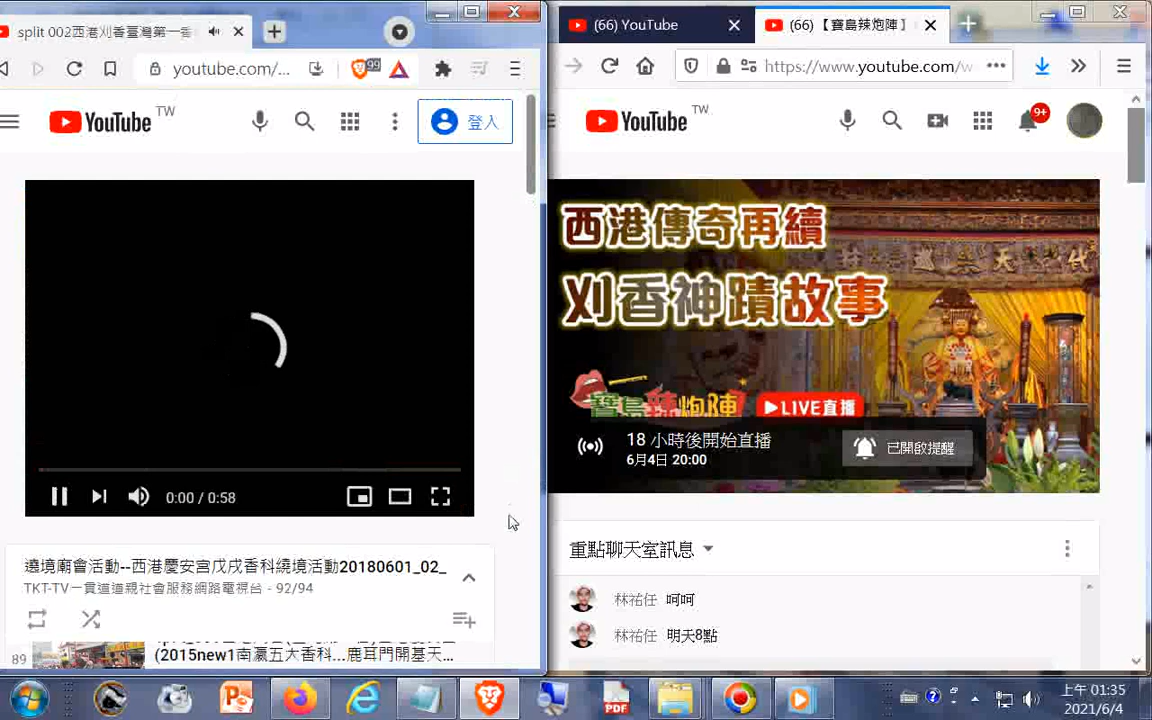 split 002西港刈香臺灣第一香
youtube.com/...
99
YouTube TW
登入
0:00 / 0:58
遶境廟會活動--西港慶安宮戊戌香科繞境活動20180601_02_
TKT-TV一貫道道親社會服務網路電視台 - 92/94
89
(2015new1南瀛五大香科...鹿耳門開基天...
(66) YouTube
(66) 【寶島辣炮陣】
https://www.youtube.com/w
YouTube TW
9+
代天巡
西港傳奇再續
刈香神蹟故事
寶島辣炮陣
LIVE直播
18 小時後開始直播
6月4日 20:00
已開啟提醒
重點聊天室訊息
林祐任 呵呵
林祐任 明天8點
PDF
上午 01:35
2021/6/4